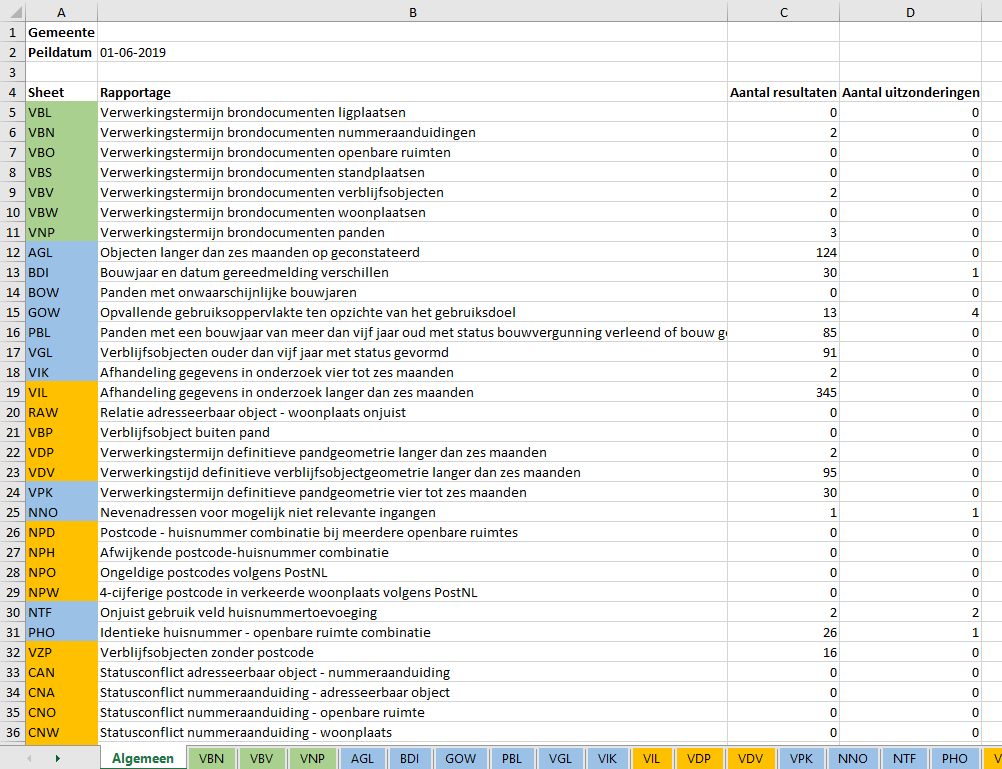 A B C D
1 Gemeente
2 Peildatum 01-06-2019
3
4 Sheet Rapportage Aantal resultaten Aantal uitzonderingen
5 VBL Verwerkingstermijn brondocumenten ligplaatsen 0 0
6 VBN Verwerkingstermijn brondocumenten nummeraanduidingen 2 0
7 VBO Verwerkingstermijn brondocumenten openbare ruimten 0 0
8 VBS Verwerkingstermijn brondocumenten standplaatsen 0 0
9 VBV Verwerkingstermijn brondocumenten verblijfsobjecten 2 0
10 VBW Verwerkingstermijn brondocumenten woonplaatsen 0 0
11 VNP Verwerkingstermijn brondocumenten panden 3 0
12 AGL Objecten langer dan zes maanden op geconstateerd 124 0
13 BDI Bouwjaar en datum gereedmelding verschillen 30 1
14 BOW Panden met onwaarschijnlijke bouwjaren 0 0
15 GOW Opvallende gebruiksoppervlakte ten opzichte van het gebruiksdoel 13 4
16 PBL Panden met een bouwjaar van meer dan vijf jaar oud met status bouwvergunning verleend of bouw 85 0
17 VGL Verblijfsobjecten ouder dan vijf jaar met status gevormd 91 0
18 VIK Afhandeling gegevens in onderzoek vier tot zes maanden 2 0
19 VIL Afhandeling gegevens in onderzoek langer dan zes maanden 345 0
20 RAW Relatie adresseerbaar object - woonplaats onjuist 0 0
21 VBP Verblijfsobject buiten pand 0 0
22 VDP Verwerkingstermijn definitieve pandgeometrie langer dan zes maanden 2 0
23 VDV Verwerkingstijd definitieve verblijfsobjectgeometrie langer dan zes maanden 95 0
24 VPK Verwerkingstermijn definitieve pandgeometrie vier tot zes maanden 30 0
25 NNO Nevenadressen voor mogelijk niet relevante ingangen 1 1
26 NPD Postcode - huisnummer combinatie bij meerdere openbare ruimtes 0 0
27 NPH Afwijkende postcode-huisnummer combinatie 0 0
28 NPO Ongeldige postcodes volgens PostNL 0 0
29 NPW 4-cijferige postcode in verkeerde woonplaats volgens PostNL 0 0
30 NTF Onjuist gebruik veld huisnummertoevoeging 2 2
31 PHO Identieke huisnummer - openbare ruimte combinatie 26 1
32 VZP Verblijfsobjecten zonder postcode 16 0
33 CAN Statusconflict adresseerbaar object - nummeraanduiding 0 0
34 CNA Statusconflict nummeraanduiding - adresseerbaar object 0 0
35 CNO Statusconflict nummeraanduiding - openbare ruimte 0 0
36 CNW Statusconflict nummeraanduiding - woonplaats 0 0
Algemeen VBN VBV VNP AGL BDI GOW PBL VGL VIK VIL VDP VDV VPK NNO NTF PHO